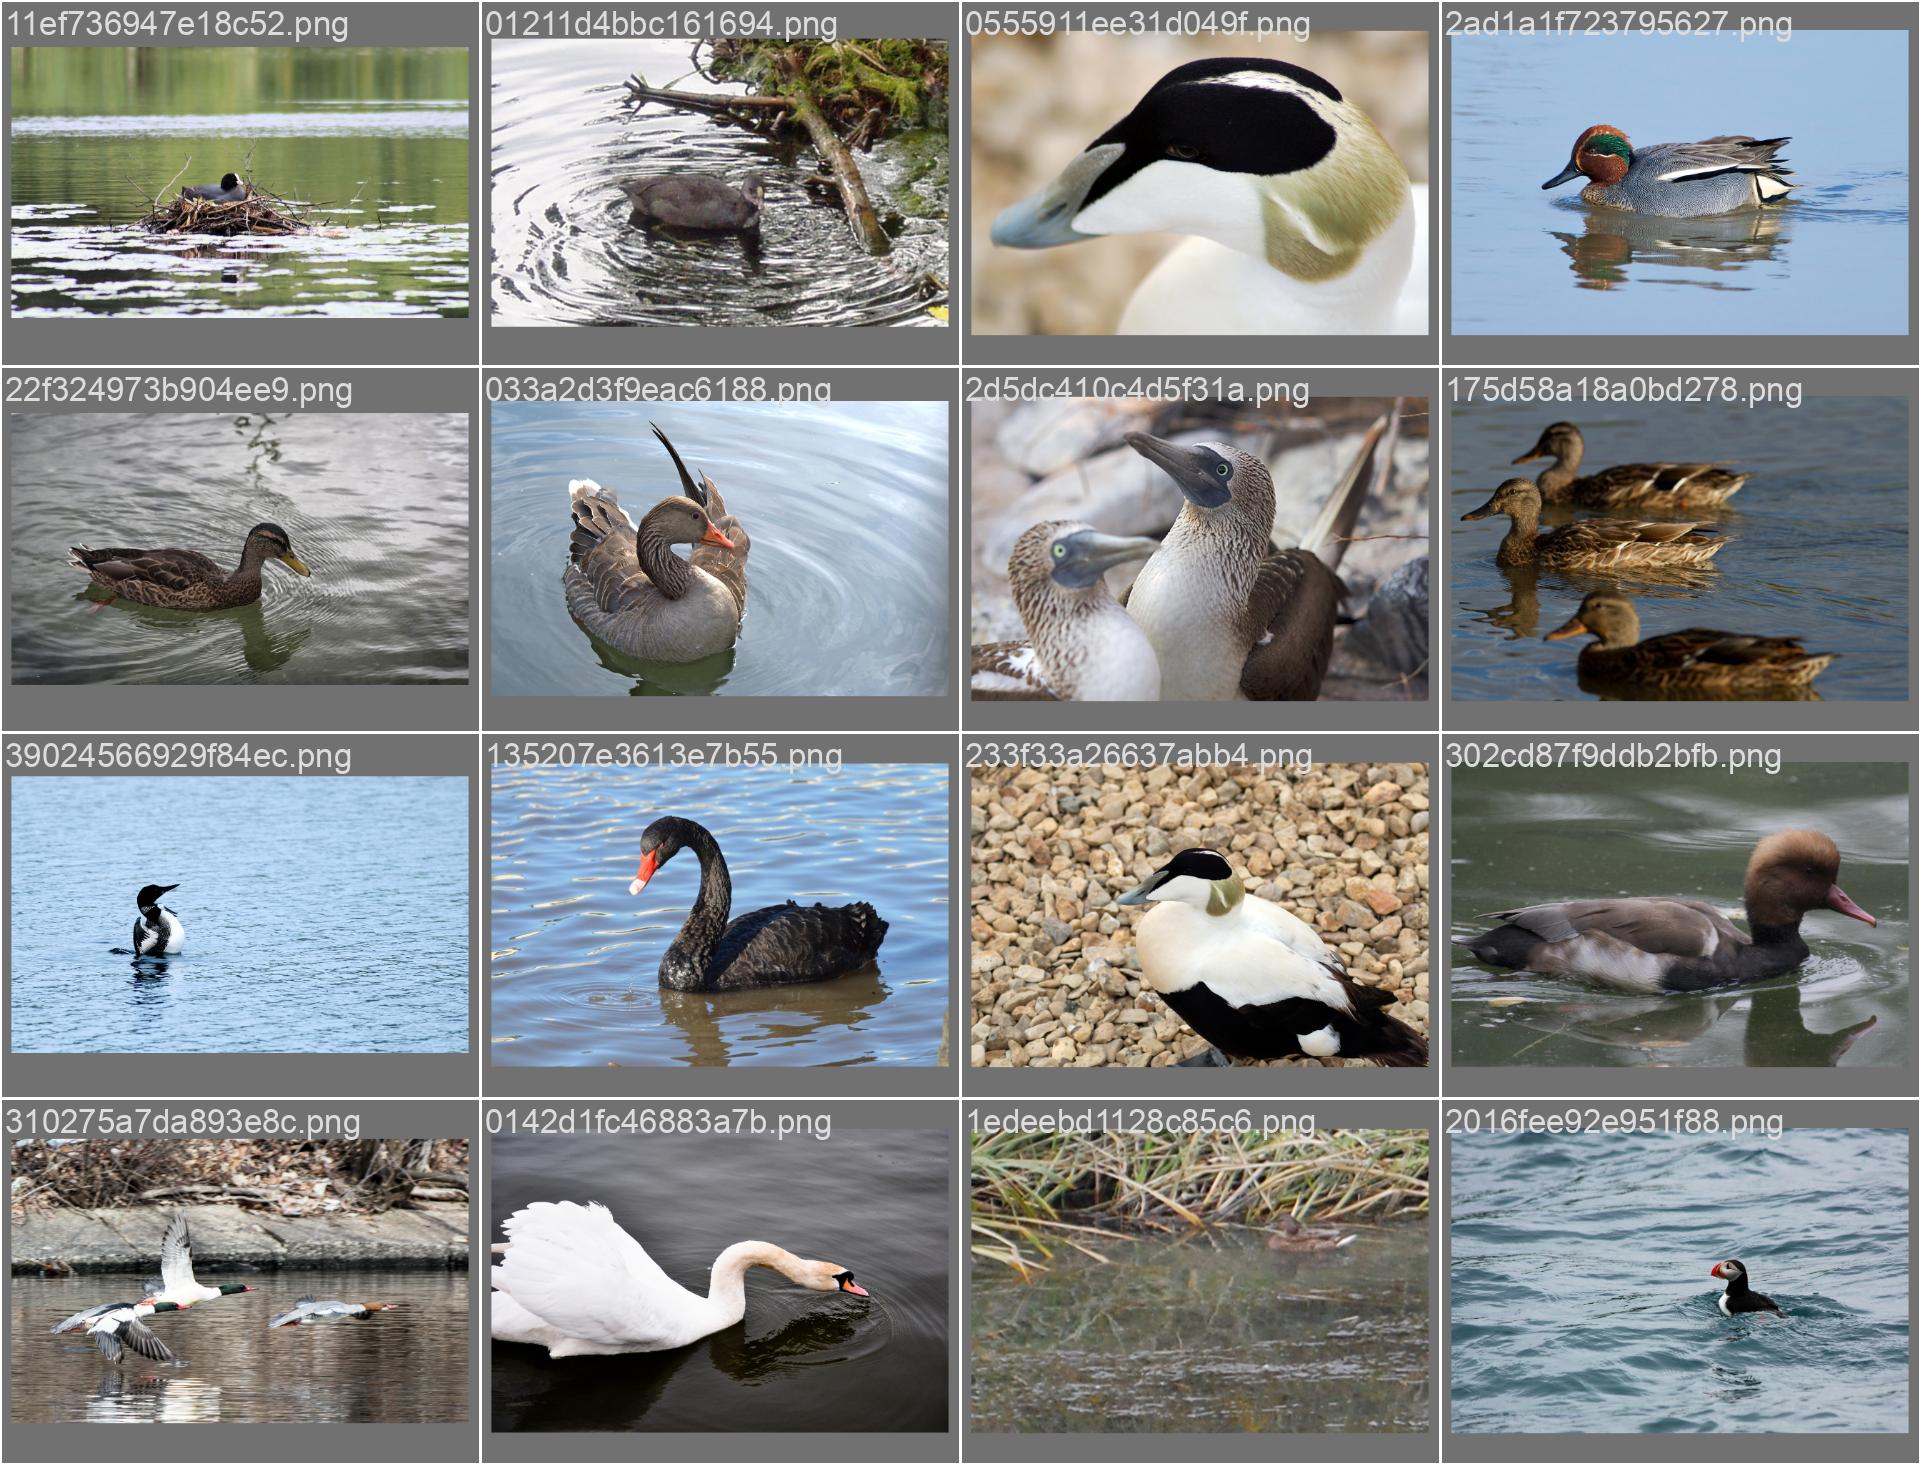 11ef736947e18c52.png
01211d4bbc161694.png
0555911ee31d049f.png
2ad1a1f723795627.png
22f324973b904ee9.png
033a2d3f9eac6188.png
2d5dc410c4d5f31a.png
175d58a18a0bd278.png
39024566929f84ec.png
135207e3613e7b55.png
233f33a26637abb4.png
302cd87f9ddb2bfb.png
310275a7da893e8c.png
0142d1fc46883a7b.png
1edeebd1128c85c6.png
2016fee92e951f88.png